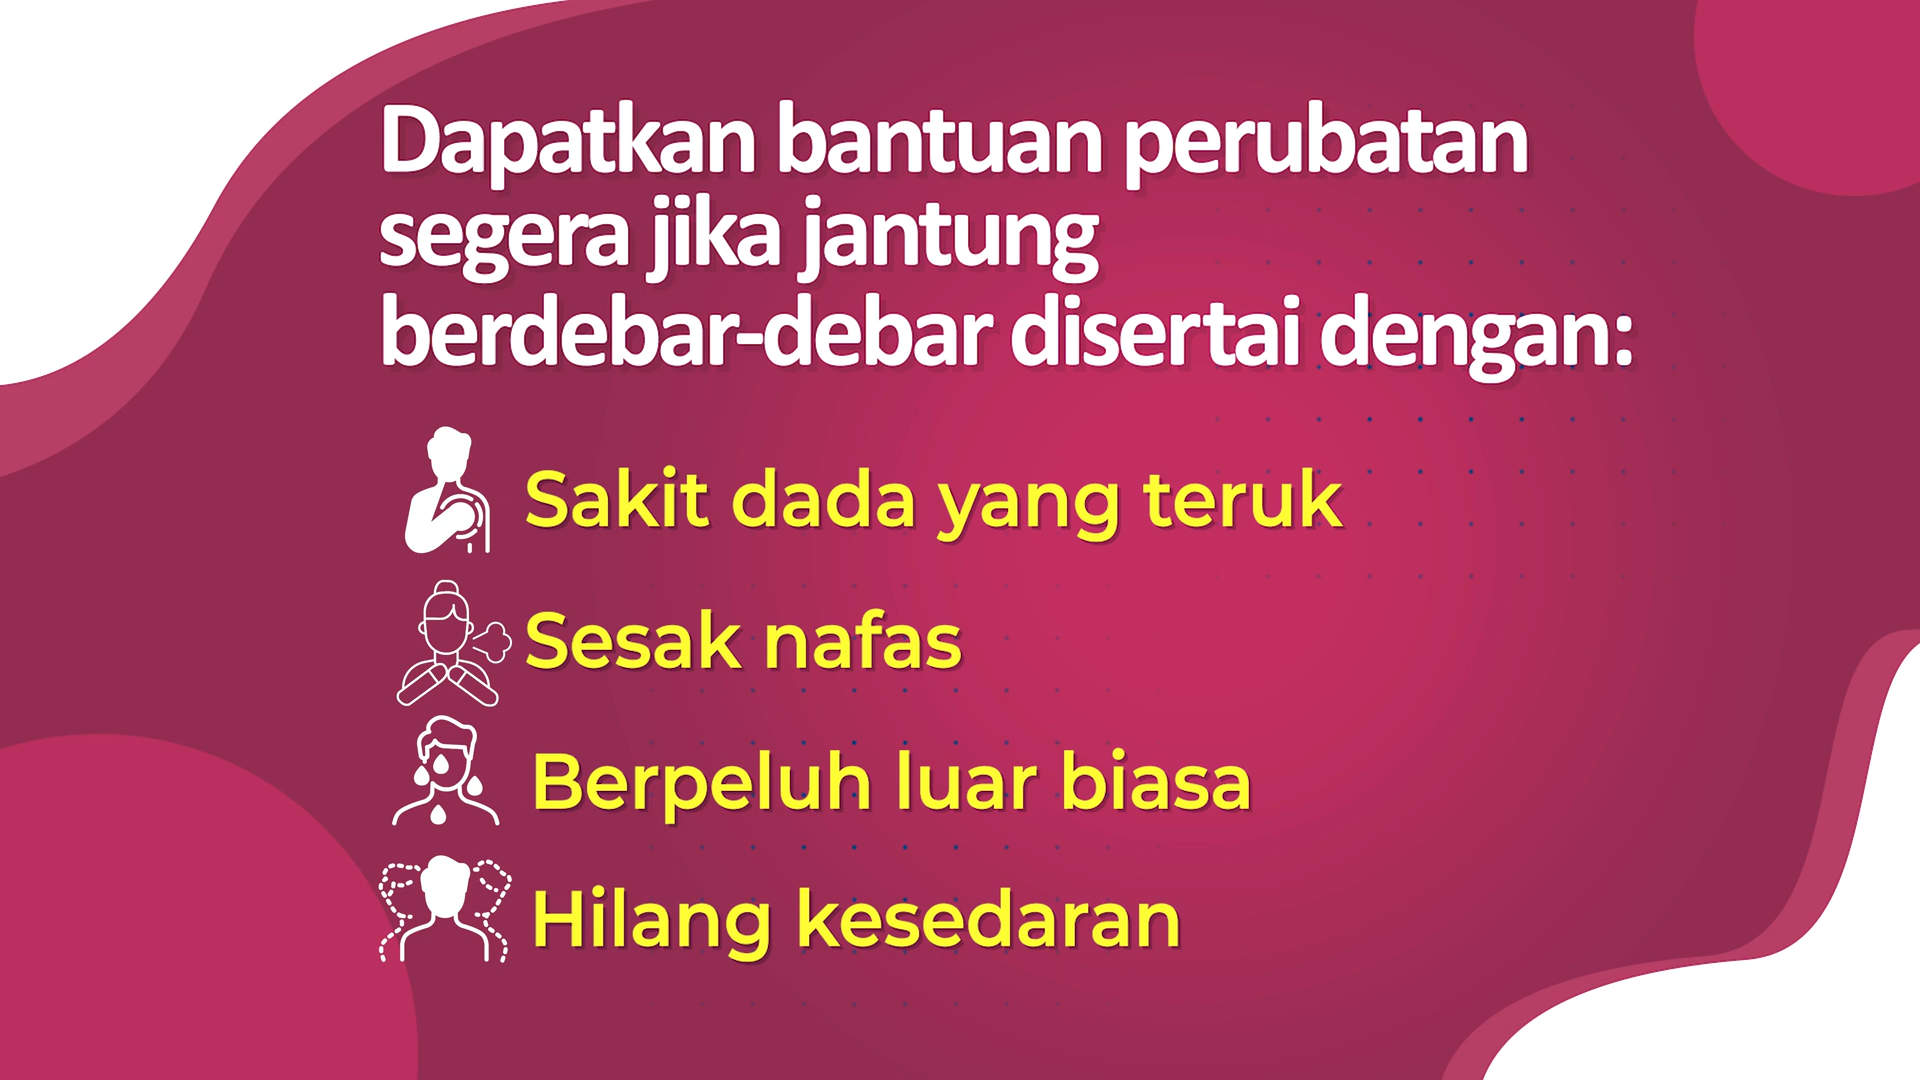 Dapatkan bantuan perubatan
segera jika jantung
berdebar-debar disertai dengan:
Sakit dada yang teruk
Sesak nafas
Berpeluh luar biasa
Hilang kesedaran